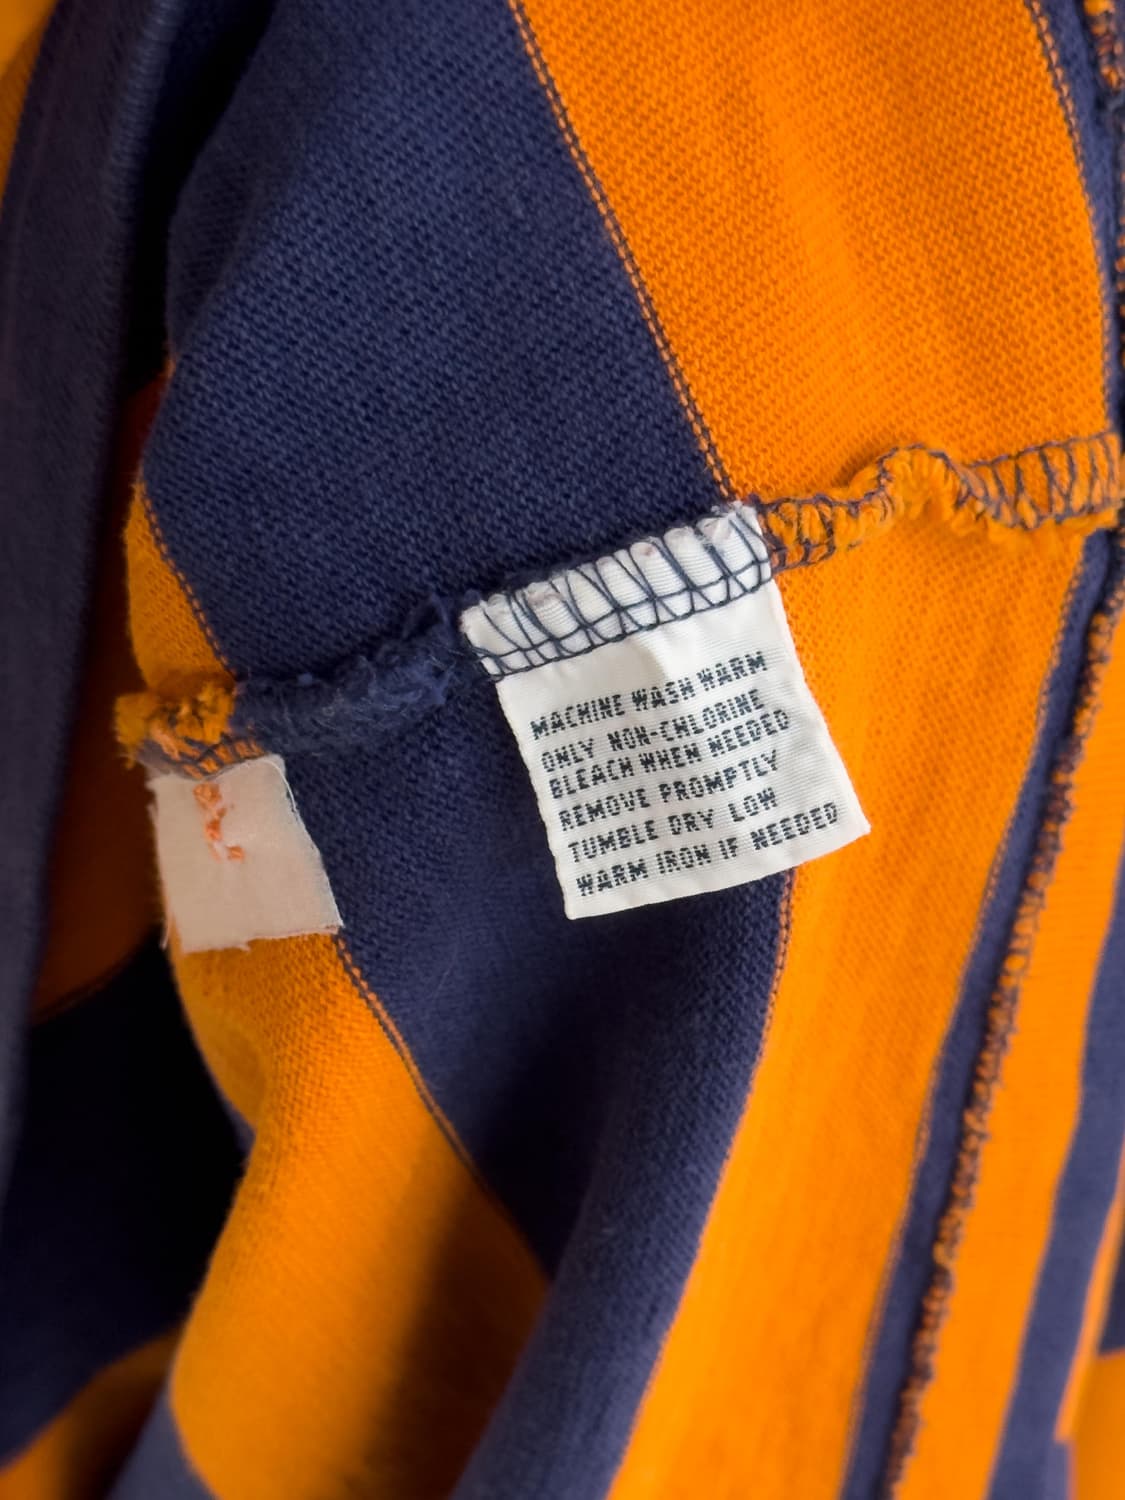 MACHINE WASH WARM
ONLY NON-CHLORINE
BLEACH WHEN NEEDED
REMOVE PROMPTLY
TUMBLE DRY LOW
WARM IRON IF NEEDED